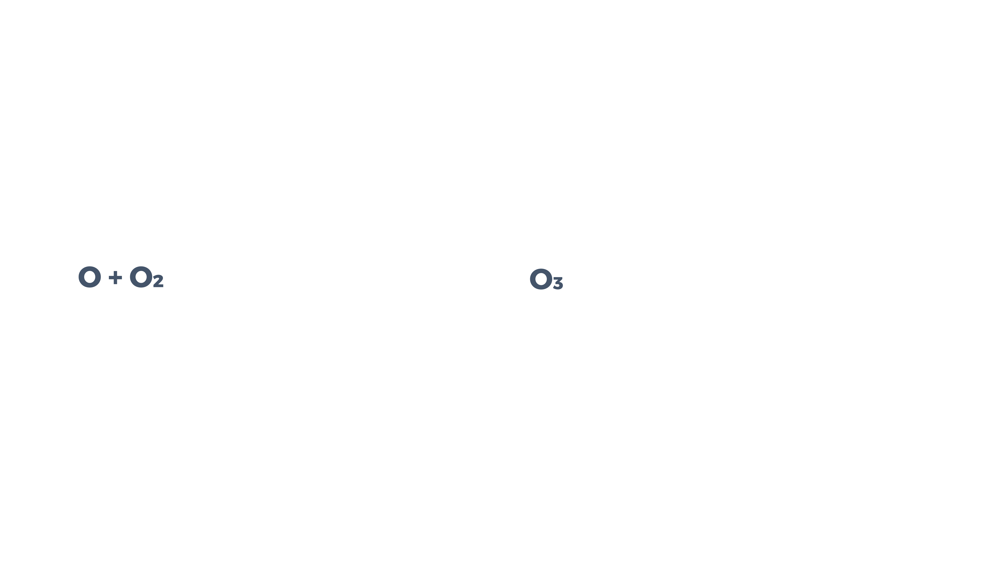 O + O₂
O₃